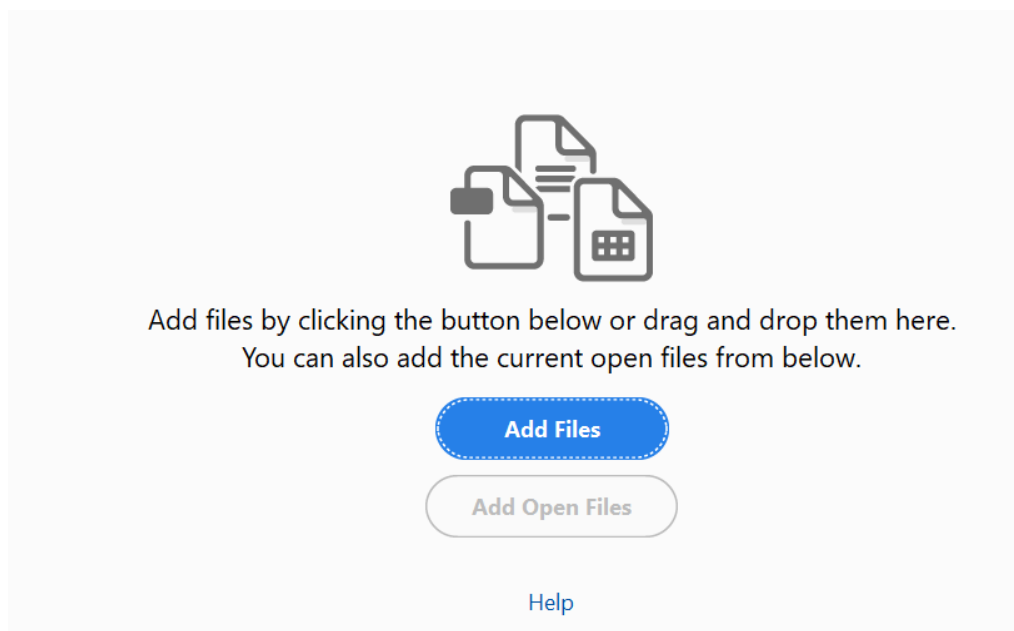 Add files by clicking the button below or drag and drop them here.
You can also add the current open files from below.
Add Files
Add Open Files
Help